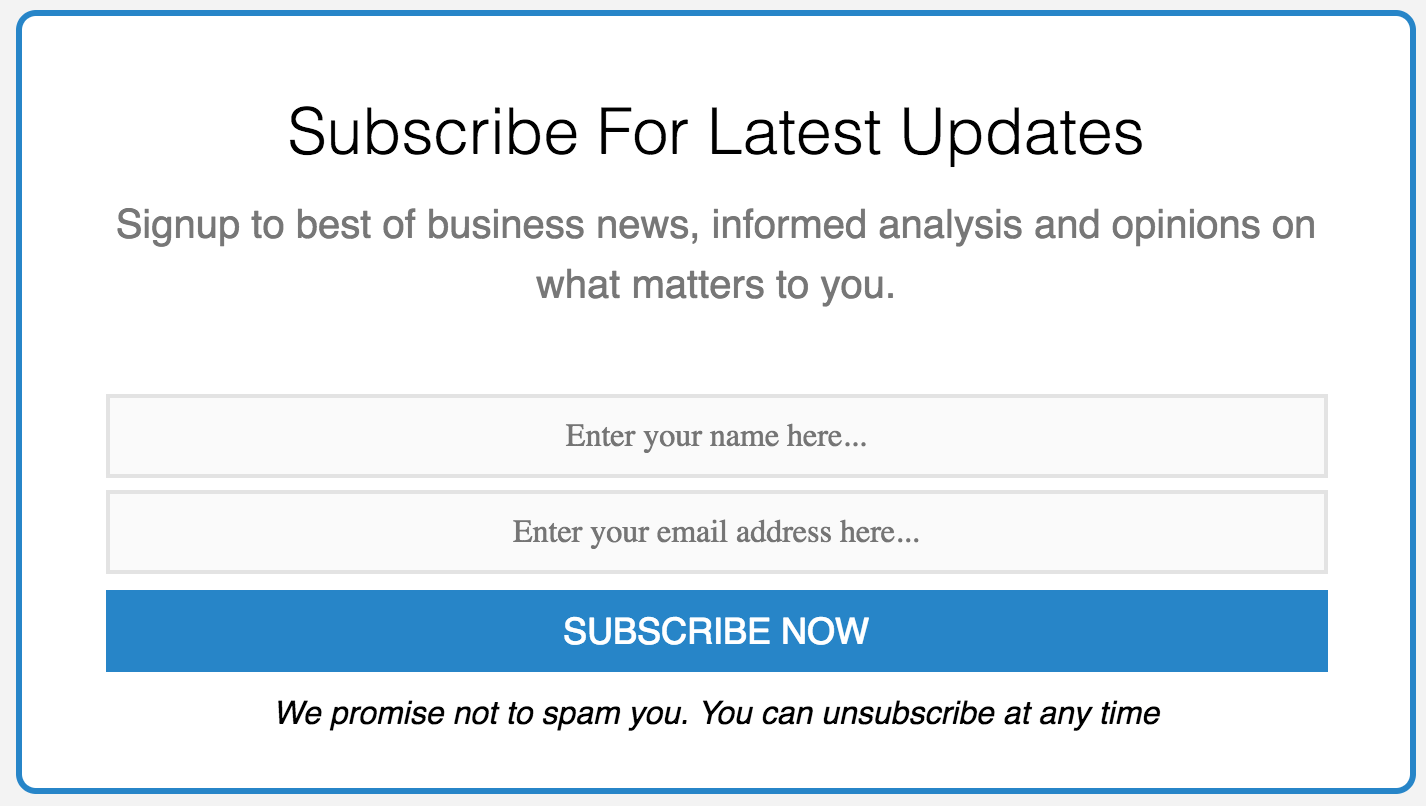 Subscribe For Latest Updates
Signup to best of business news, informed analysis and opinions on
what matters to you.
Enter your name here...
Enter your email address here...
SUBSCRIBE NOW
We promise not to spam you. You can unsubscribe at any time